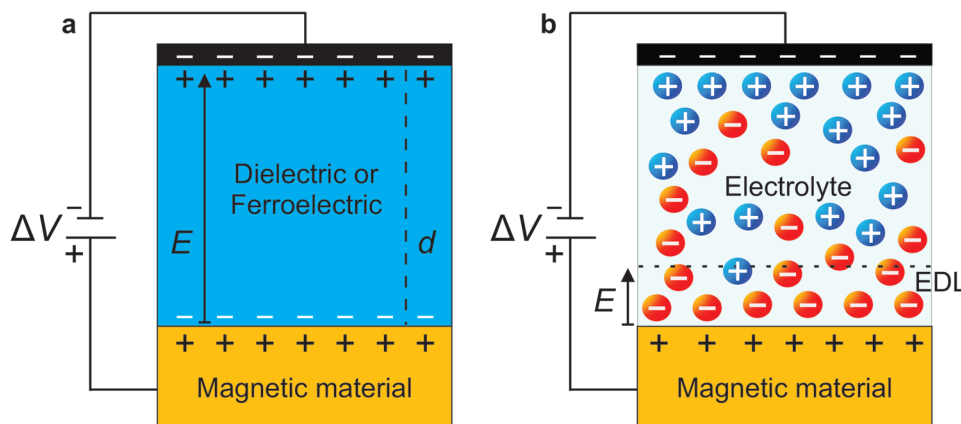 a
− − − − − − −
+ + + + + + +
Dielectric or
Ferroelectric
ΔV
−
+
E
d
− − − − − − −
+ + + + + + +
Magnetic material
b
− − − − − − −
+ + + + + + +
Electrolyte
ΔV
−
+
E
EDL
+ + + + + + +
Magnetic material